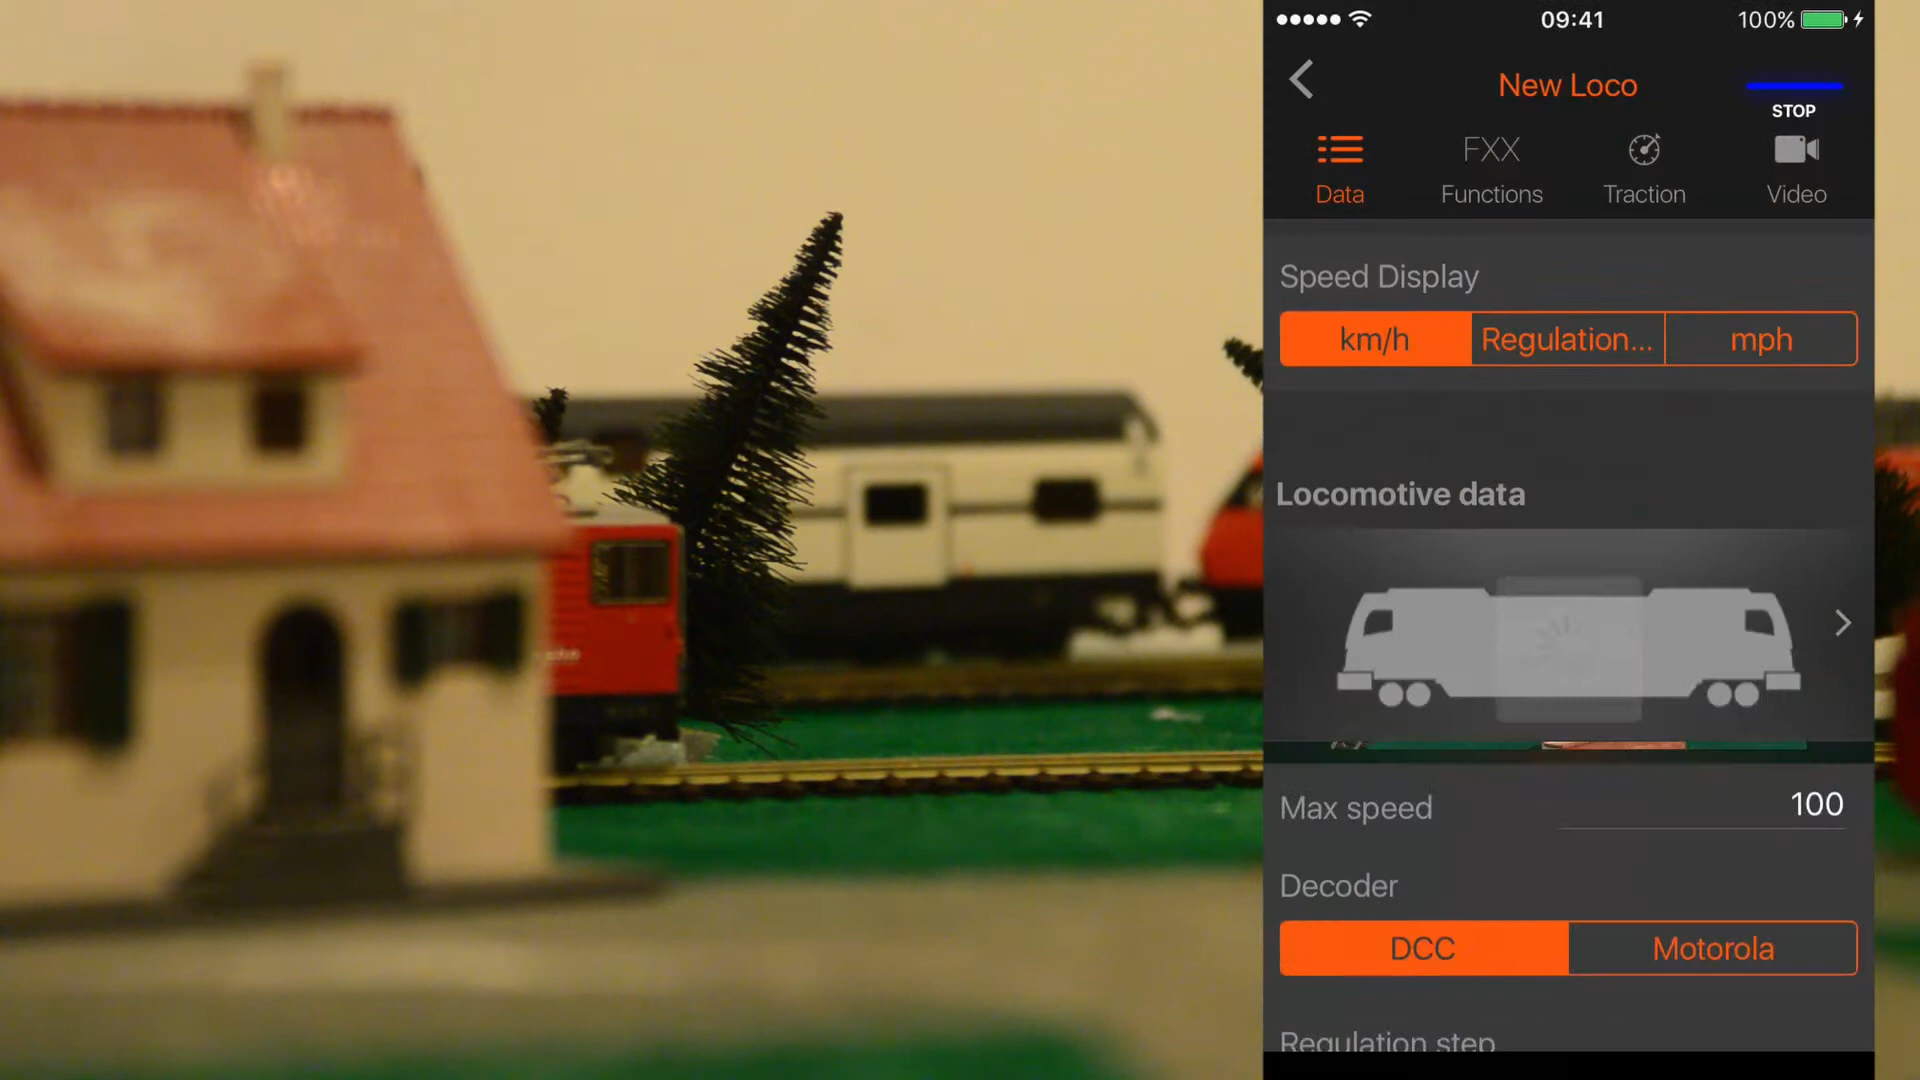 09:41
100%
New Loco
STOP
FXX
Data
Functions
Traction
Video
Speed Display
km/h
Regulation...
mph
Locomotive data
Max speed
100
Decoder
DCC
Motorola
Regulation step